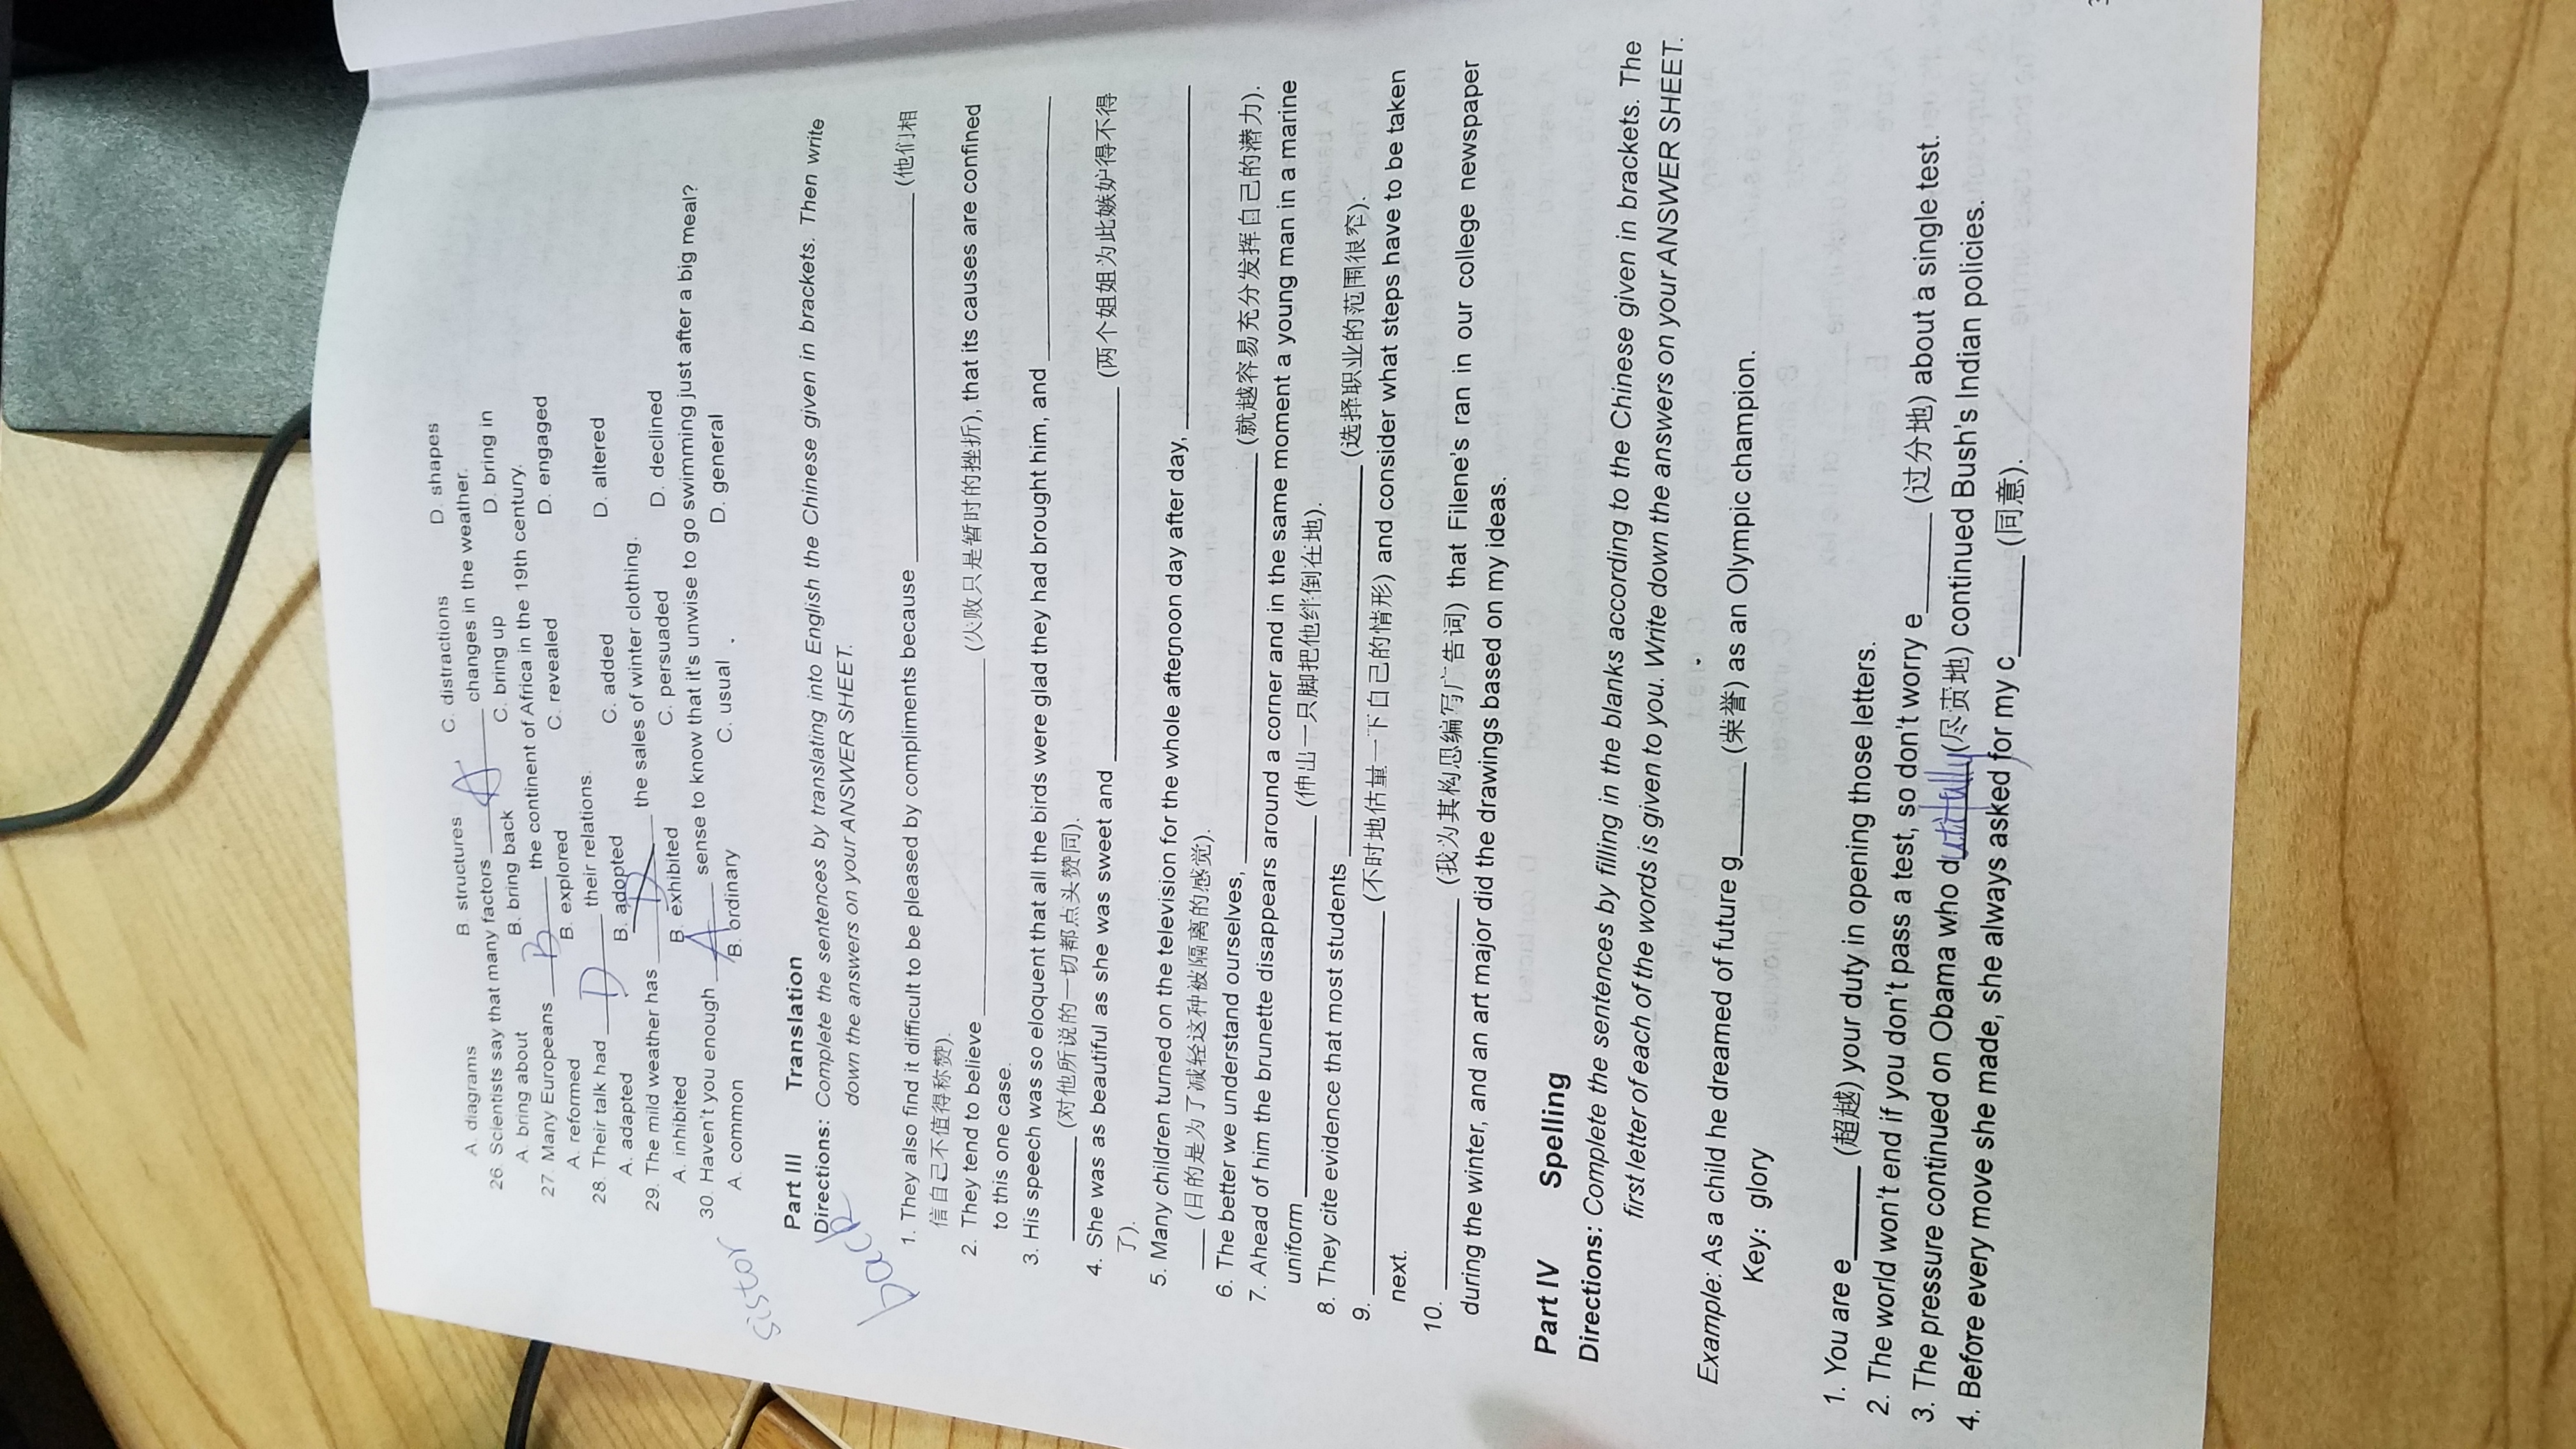 A. diagrams B. structures C. distractions D. shapes
26. Scientists say that many factors ____A____ changes in the weather.
A. bring about B. bring back C. bring up D. bring in
27. Many Europeans ____B____ the continent of Africa in the 19th century.
A. reformed B. explored C. revealed D. engaged
28. Their talk had ____D____ their relations.
A. adapted B. adopted C. added D. altered
29. The mild weather has ____D____ the sales of winter clothing.
A. inhibited B. exhibited C. persuaded D. declined
30. Haven't you enough ____A____ sense to know that it's unwise to go swimming just after a big meal?
A. common B. ordinary C. usual D. general
sistor
Part III Translation
Directions: Complete the sentences by translating into English the Chinese given in brackets. Then write
down the answers on your ANSWER SHEET.
back
1. They also find it difficult to be pleased by compliments because ____________ (他们相
信自己不值得称赞).
2. They tend to believe ____________ (失败只是暂时的挫折), that its causes are confined
to this one case.
3. His speech was so eloquent that all the birds were glad they had brought him, and ____________
______ (对他所说的一切都点头赞同).
4. She was as beautiful as she was sweet and ____________ (两个姐姐为此嫉妒得不得
了).
5. Many children turned on the television for the whole afternoon day after day, ____________
___ (目的是为了减轻这种被隔离的感觉).
6. The better we understand ourselves, ____________ (就越容易充分发挥自己的潜力).
7. Ahead of him the brunette disappears around a corner and in the same moment a young man in a marine
uniform ____________ (伸出一只脚把他绊倒在地).
8. They cite evidence that most students ____________ (选择职业的范围很窄).
9. ____________ (不时地估量一下自己的情形) and consider what steps have to be taken
next.
10. ____________ (我为其构思编写广告词) that Filene's ran in our college newspaper
during the winter, and an art major did the drawings based on my ideas.
Part IV Spelling
Directions: Complete the sentences by filling in the blanks according to the Chinese given in brackets. The
first letter of each of the words is given to you. Write down the answers on your ANSWER SHEET.
Example: As a child he dreamed of future g______ (荣誉) as an Olympic champion.
Key: glory
1. You are e______ (超越) your duty in opening those letters.
2. The world won't end if you don't pass a test, so don't worry e______ (过分地) about a single test.
3. The pressure continued on Obama who dutifully (尽责地) continued Bush's Indian policies.
4. Before every move she made, she always asked for my c______ (同意).